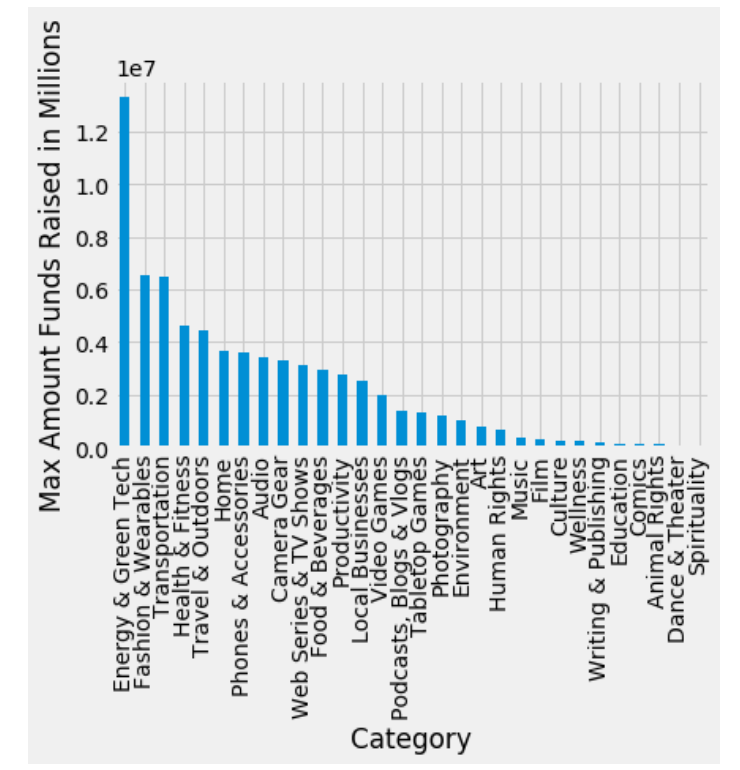 Max Amount Funds Raised in Millions
1e7
1.2
1.0
0.8
0.6
0.4
0.2
0.0
Energy & Green Tech
Fashion & Wearables
Transportation
Health & Fitness
Travel & Outdoors
Home
Phones & Accessories
Audio
Camera Gear
Web Series & TV Shows
Food & Beverages
Productivity
Local Businesses
Video Games
Podcasts, Blogs & Vlogs
Tabletop Games
Photography
Environment
Art
Human Rights
Music
Film
Culture
Wellness
Writing & Publishing
Education
Comics
Animal Rights
Dance & Theater
Spirituality
Category